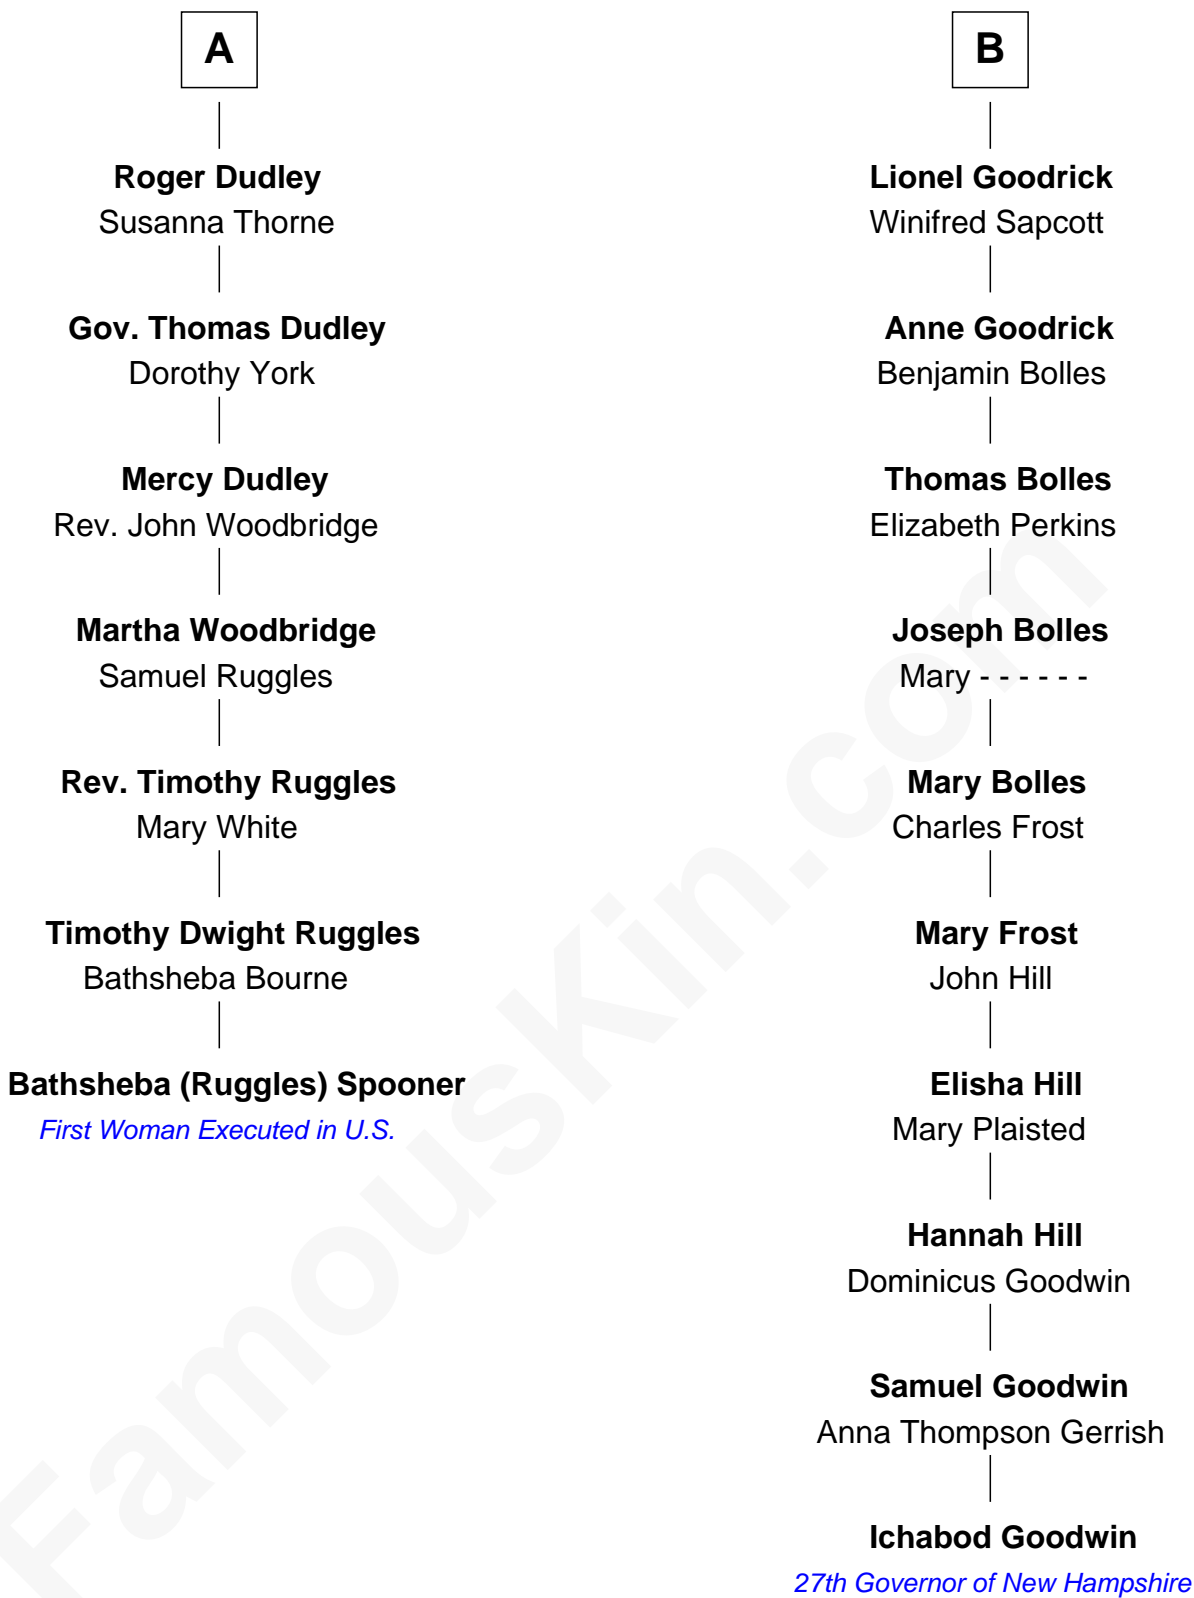 A
Roger Dudley
Susanna Thorne
Gov. Thomas Dudley
Dorothy York
Mercy Dudley
Rev. John Woodbridge
Martha Woodbridge
Samuel Ruggles
Rev. Timothy Ruggles
Mary White
Timothy Dwight Ruggles
Bathsheba Bourne
Bathsheba (Ruggles) Spooner
First Woman Executed in U.S.
B
Lionel Goodrick
Winifred Sapcott
Anne Goodrick
Benjamin Bolles
Thomas Bolles
Elizabeth Perkins
Joseph Bolles
Mary - - - - - -
Mary Bolles
Charles Frost
Mary Frost
John Hill
Elisha Hill
Mary Plaisted
Hannah Hill
Dominicus Goodwin
Samuel Goodwin
Anna Thompson Gerrish
Ichabod Goodwin
27th Governor of New Hampshire
FamousKin.com